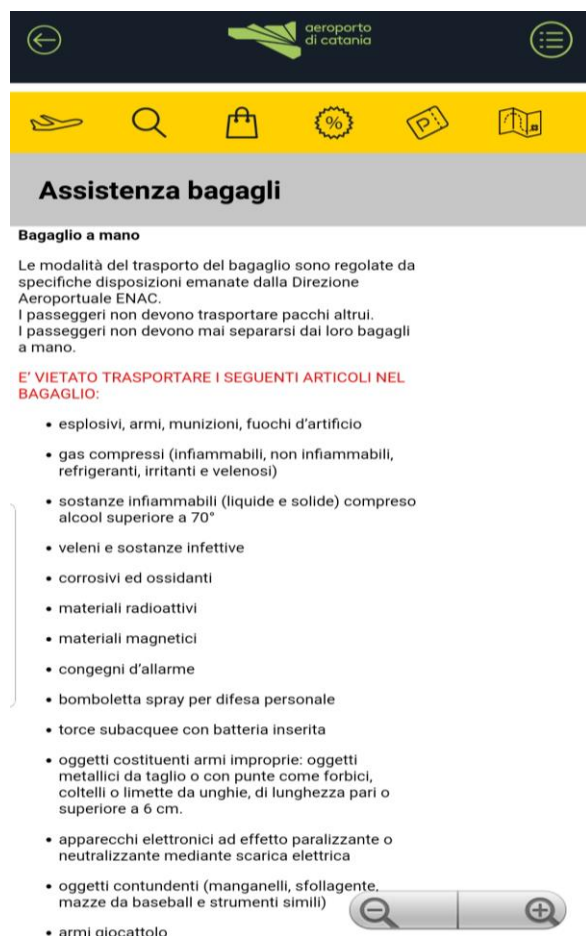 aeroporto
di catania
%
P
Assistenza bagagli
Bagaglio a mano
Le modalità del trasporto del bagaglio sono regolate da
specifiche disposizioni emanate dalla Direzione
Aeroportuale ENAC.
I passeggeri non devono trasportare pacchi altrui.
I passeggeri non devono mai separarsi dai loro bagagli
a mano.
E' VIETATO TRASPORTARE I SEGUENTI ARTICOLI NEL
BAGAGLIO:
• esplosivi, armi, munizioni, fuochi d'artificio
• gas compressi (infiammabili, non infiammabili,
refrigeranti, irritanti e velenosi)
• sostanze infiammabili (liquide e solide) compreso
alcool superiore a 70°
• veleni e sostanze infettive
• corrosivi ed ossidanti
• materiali radioattivi
• materiali magnetici
• congegni d'allarme
• bomboletta spray per difesa personale
• torce subacquee con batteria inserita
• oggetti costituenti armi improprie: oggetti
metallici da taglio o con punte come forbici,
coltelli o limette da unghie, di lunghezza pari o
superiore a 6 cm.
• apparecchi elettronici ad effetto paralizzante o
neutralizzante mediante scarica elettrica
• oggetti contundenti (manganelli, sfollagente,
mazze da baseball e strumenti simili)
• armi giocattolo